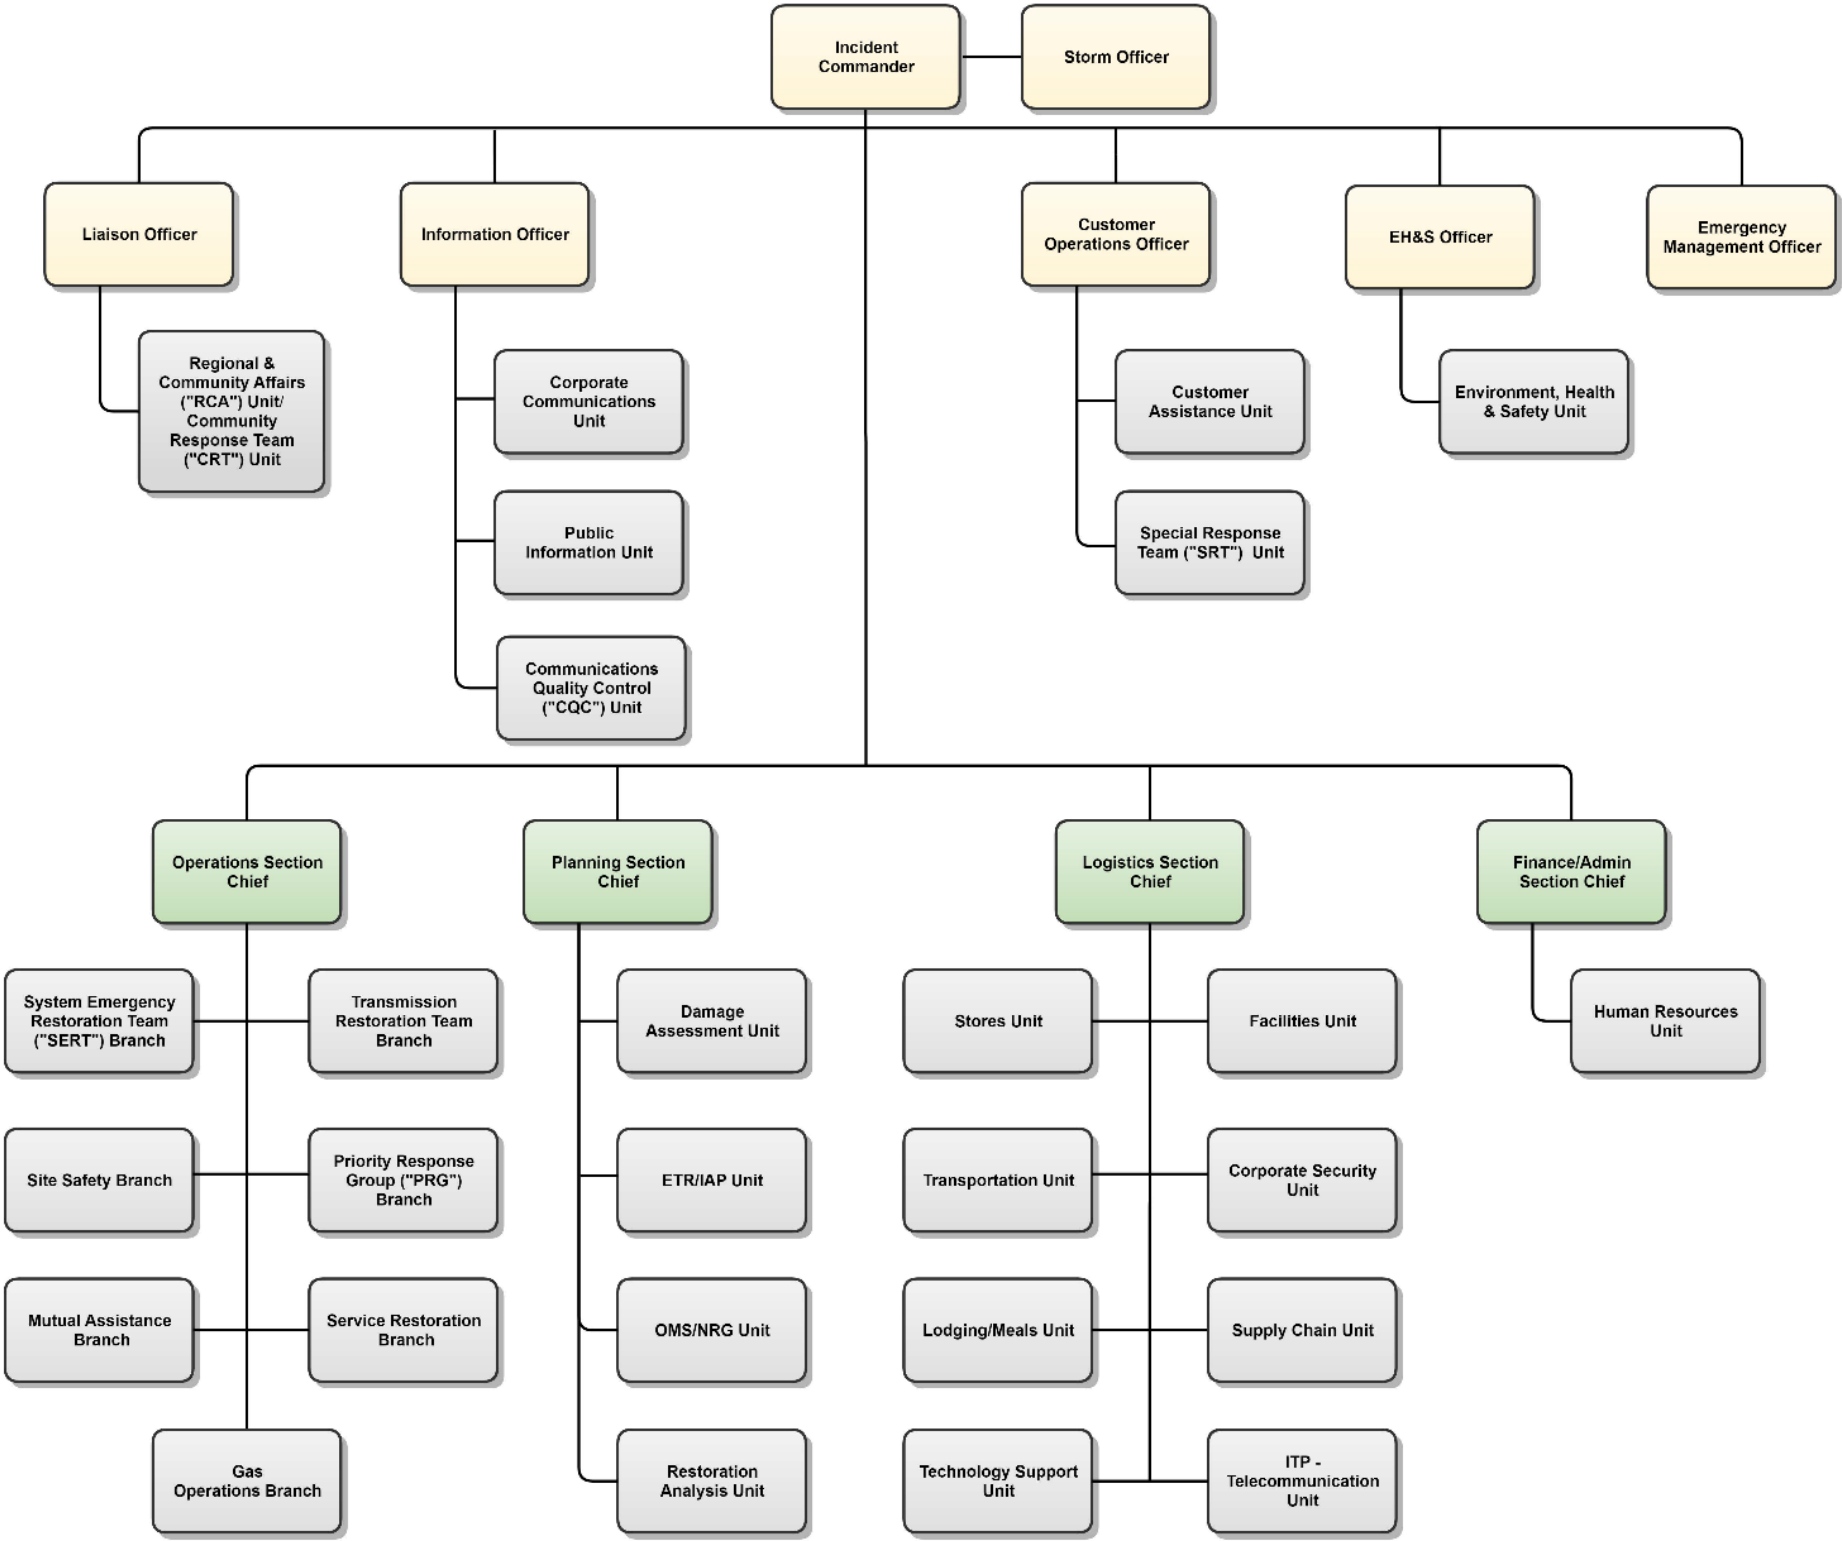 Incident
Commander
Storm Officer
Liaison Officer
Information Officer
Customer
Operations Officer
EH&S Officer
Emergency
Management Officer
Regional &
Community Affairs
("RCA") Unit/
Community
Response Team
("CRT") Unit
Corporate
Communications
Unit
Customer
Assistance Unit
Environment, Health
& Safety Unit
Public
Information Unit
Special Response
Team ("SRT")  Unit
Communications
Quality Control
("CQC") Unit
Operations Section
Chief
Planning Section
Chief
Logistics Section
Chief
Finance/Admin
Section Chief
System Emergency
Restoration Team
("SERT") Branch
Transmission
Restoration Team
Branch
Damage
Assessment Unit
Stores Unit
Facilities Unit
Human Resources
Unit
Site Safety Branch
Priority Response
Group ("PRG")
Branch
ETR/IAP Unit
Transportation Unit
Corporate Security
Unit
Mutual Assistance
Branch
Service Restoration
Branch
OMS/NRG Unit
Lodging/Meals Unit
Supply Chain Unit
Gas
Operations Branch
Restoration
Analysis Unit
Technology Support
Unit
ITP -
Telecommunication
Unit